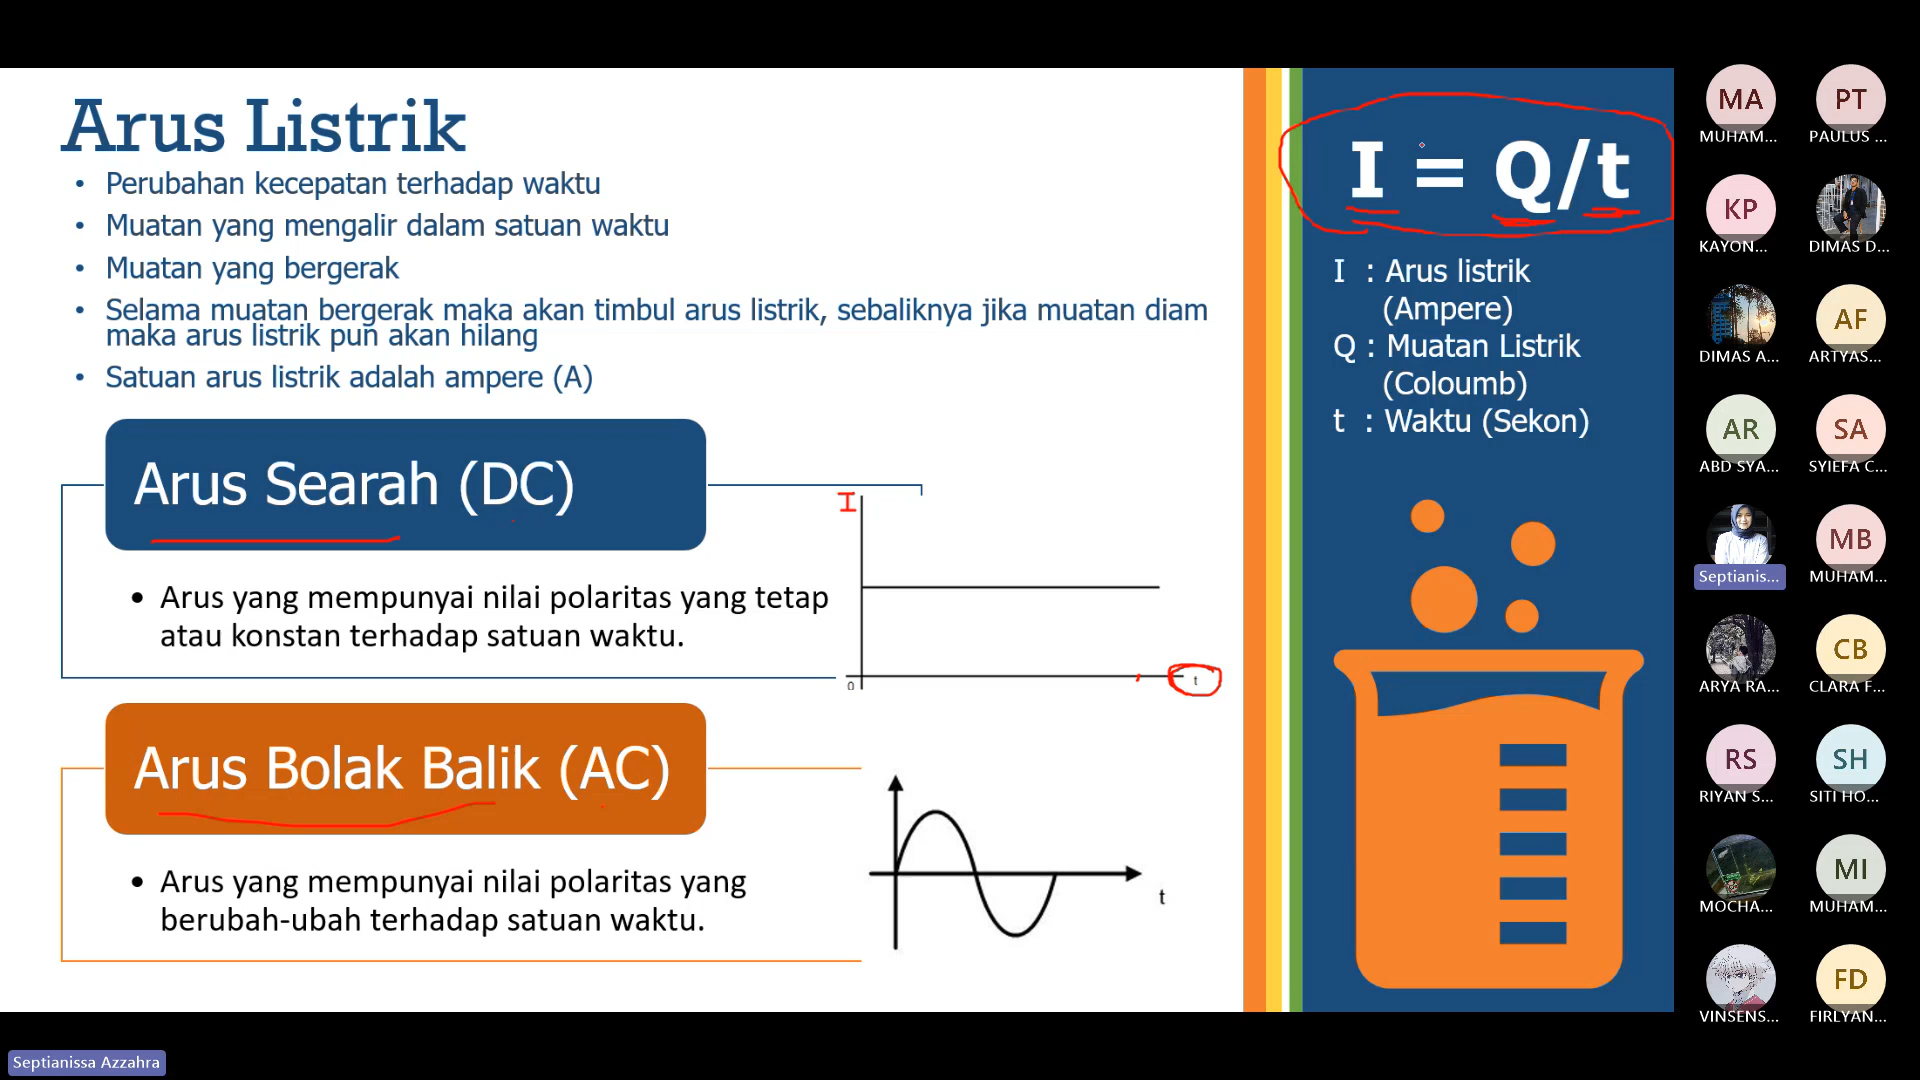 Arus Listrik
• Perubahan kecepatan terhadap waktu
• Muatan yang mengalir dalam satuan waktu
• Muatan yang bergerak
• Selama muatan bergerak maka akan timbul arus listrik, sebaliknya jika muatan diam
maka arus listrik pun akan hilang
• Satuan arus listrik adalah ampere (A)
Arus Searah (DC)
• Arus yang mempunyai nilai polaritas yang tetap
atau konstan terhadap satuan waktu.
I
0
t
Arus Bolak Balik (AC)
• Arus yang mempunyai nilai polaritas yang
berubah-ubah terhadap satuan waktu.
t
I = Q/t
I : Arus listrik
(Ampere)
Q : Muatan Listrik
(Coloumb)
t : Waktu (Sekon)
MA
MUHAM...
PT
PAULUS ...
KP
KAYON...
DIMAS D...
DIMAS A...
AF
ARTYAS...
AR
ABD SYA...
SA
SYIEFA C...
Septianis...
MB
MUHAM...
ARYA RA...
CB
CLARA F...
RS
RIYAN S...
SH
SITI HO...
MOCHA...
MI
MUHAM...
VINSENS...
FD
FIRLYAN...
Septianissa Azzahra